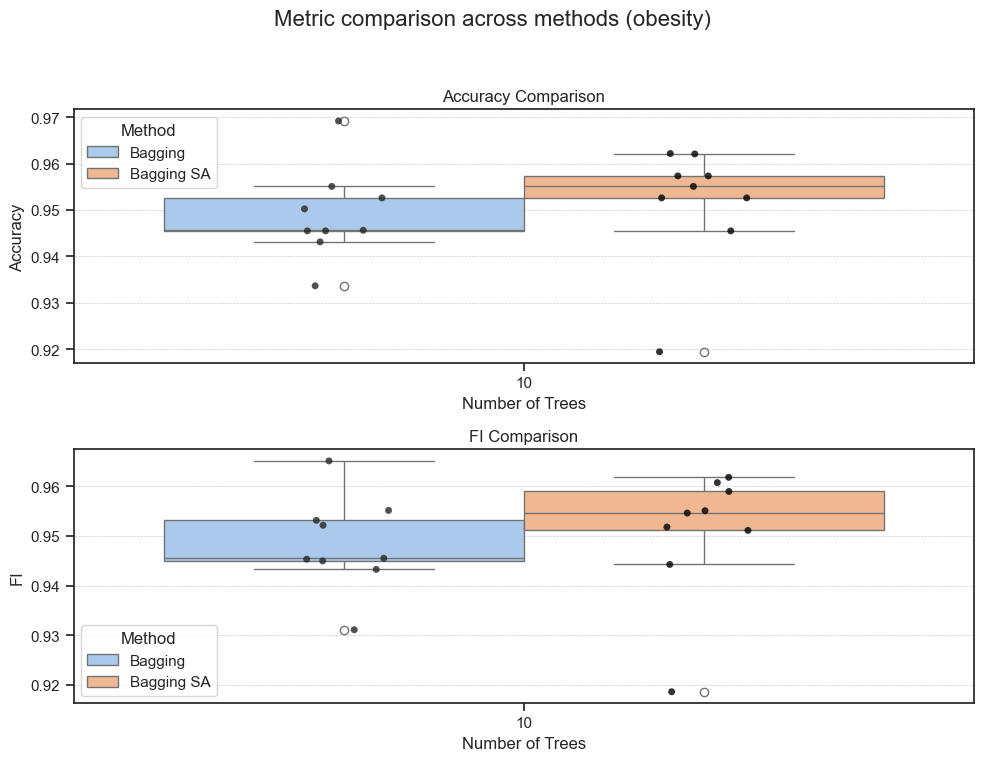 Metric comparison across methods (obesity)
Accuracy Comparison
Accuracy
0.97
0.96
0.95
0.94
0.93
0.92
Method
Bagging
Bagging SA
10
Number of Trees
FI Comparison
FI
0.96
0.95
0.94
0.93
0.92
Method
Bagging
Bagging SA
10
Number of Trees